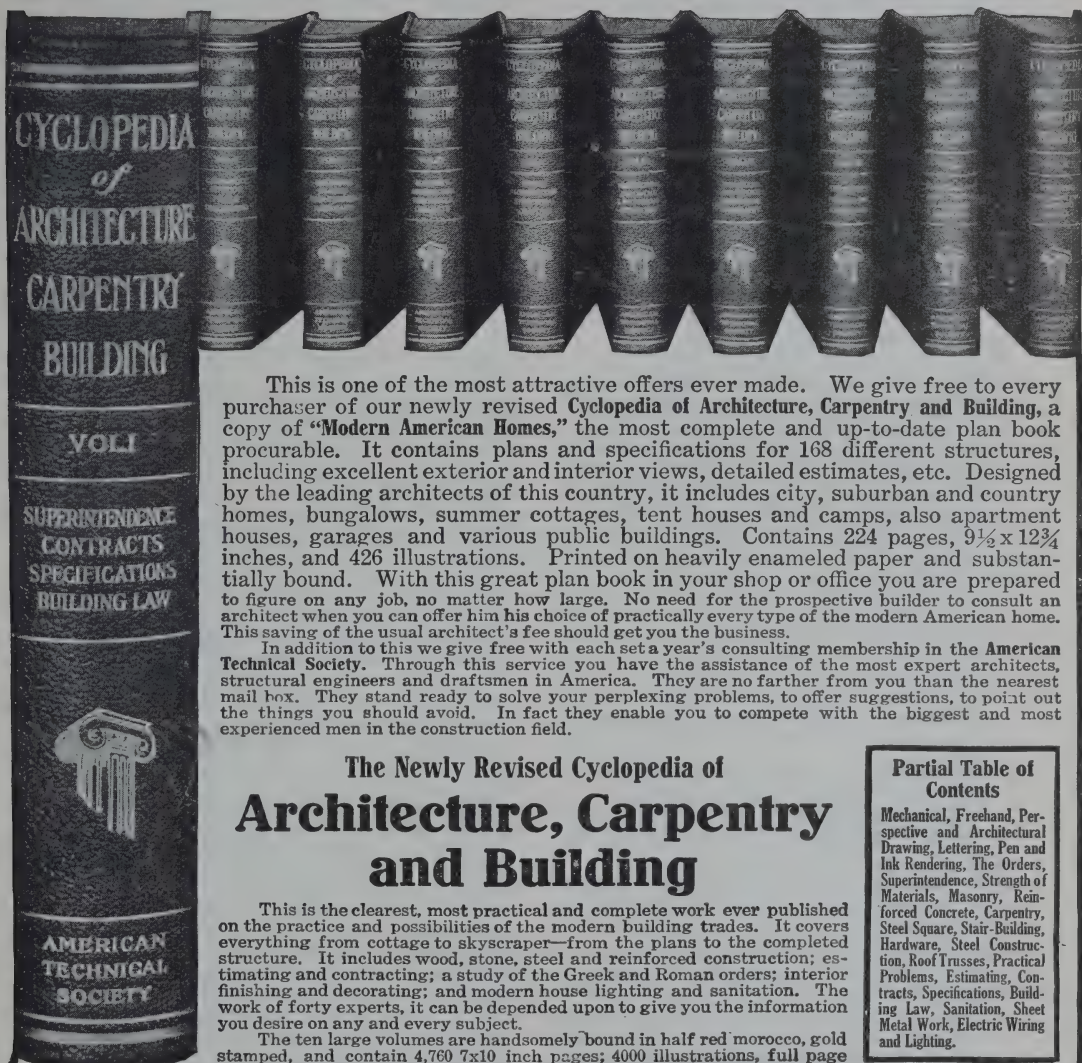 CYCLOPEDIA
of
ARCHITECTURE
CARPENTRY
BUILDING
VOL I
SUPERINTENDENCE
CONTRACTS
SPECIFICATIONS
BUILDING LAW
AMERICAN
TECHNICAL
SOCIETY
This is one of the most attractive offers ever made. We give free to every
purchaser of our newly revised Cyclopedia of Architecture, Carpentry and Building, a
copy of “Modern American Homes,” the most complete and up-to-date plan book
procurable. It contains plans and specifications for 168 different structures,
including excellent exterior and interior views, detailed estimates, etc. Designed
by the leading architects of this country, it includes city, suburban and country
homes, bungalows, summer cottages, tent houses and camps, also apartment
houses, garages and various public buildings. Contains 224 pages, 9½ x 12¾
inches, and 426 illustrations. Printed on heavily enameled paper and substan-
tially bound. With this great plan book in your shop or office you are prepared
to figure on any job, no matter how large. No need for the prospective builder to consult an
architect when you can offer him his choice of practically every type of the modern American home.
This saving of the usual architect's fee should get you the business.
In addition to this we give free with each set a year's consulting membership in the American
Technical Society. Through this service you have the assistance of the most expert architects,
structural engineers and draftsmen in America. They are no farther from you than the nearest
mail box. They stand ready to solve your perplexing problems, to offer suggestions, to point out
the things you should avoid. In fact they enable you to compete with the biggest and most
experienced men in the construction field.
The Newly Revised Cyclopedia of
Architecture, Carpentry
and Building
This is the clearest, most practical and complete work ever published
on the practice and possibilities of the modern building trades. It covers
everything from cottage to skyscraper—from the plans to the completed
structure. It includes wood, stone, steel and reinforced construction; es-
timating and contracting; a study of the Greek and Roman orders; interior
finishing and decorating; and modern house lighting and sanitation. The
work of forty experts, it can be depended upon to give you the information
you desire on any and every subject.
The ten large volumes are handsomely bound in half red morocco, gold
stamped, and contain 4,760 7x10 inch pages; 4000 illustrations, full page
Partial Table of
Contents
Mechanical, Freehand, Per-
spective and Architectural
Drawing, Lettering, Pen and
Ink Rendering, The Orders,
Superintendence, Strength of
Materials, Masonry, Rein-
forced Concrete, Carpentry,
Steel Square, Stair-Building,
Hardware, Steel Construc-
tion, Roof Trusses, Practical
Problems, Estimating, Con-
tracts, Specifications, Build-
ing Law, Sanitation, Sheet
Metal Work, Electric Wiring
and Lighting.